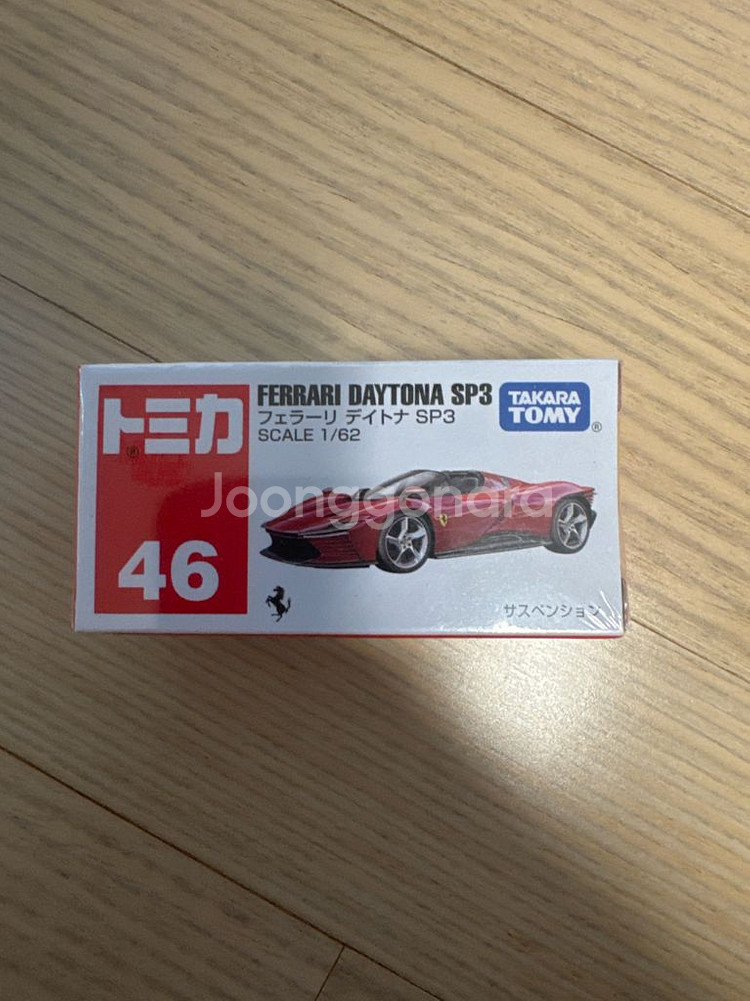 トミカ
46
FERRARI DAYTONA SP3
フェラーリ デイトナ SP3
SCALE 1/62
TAKARA
TOMY
®
Joonggonara
サスペンション